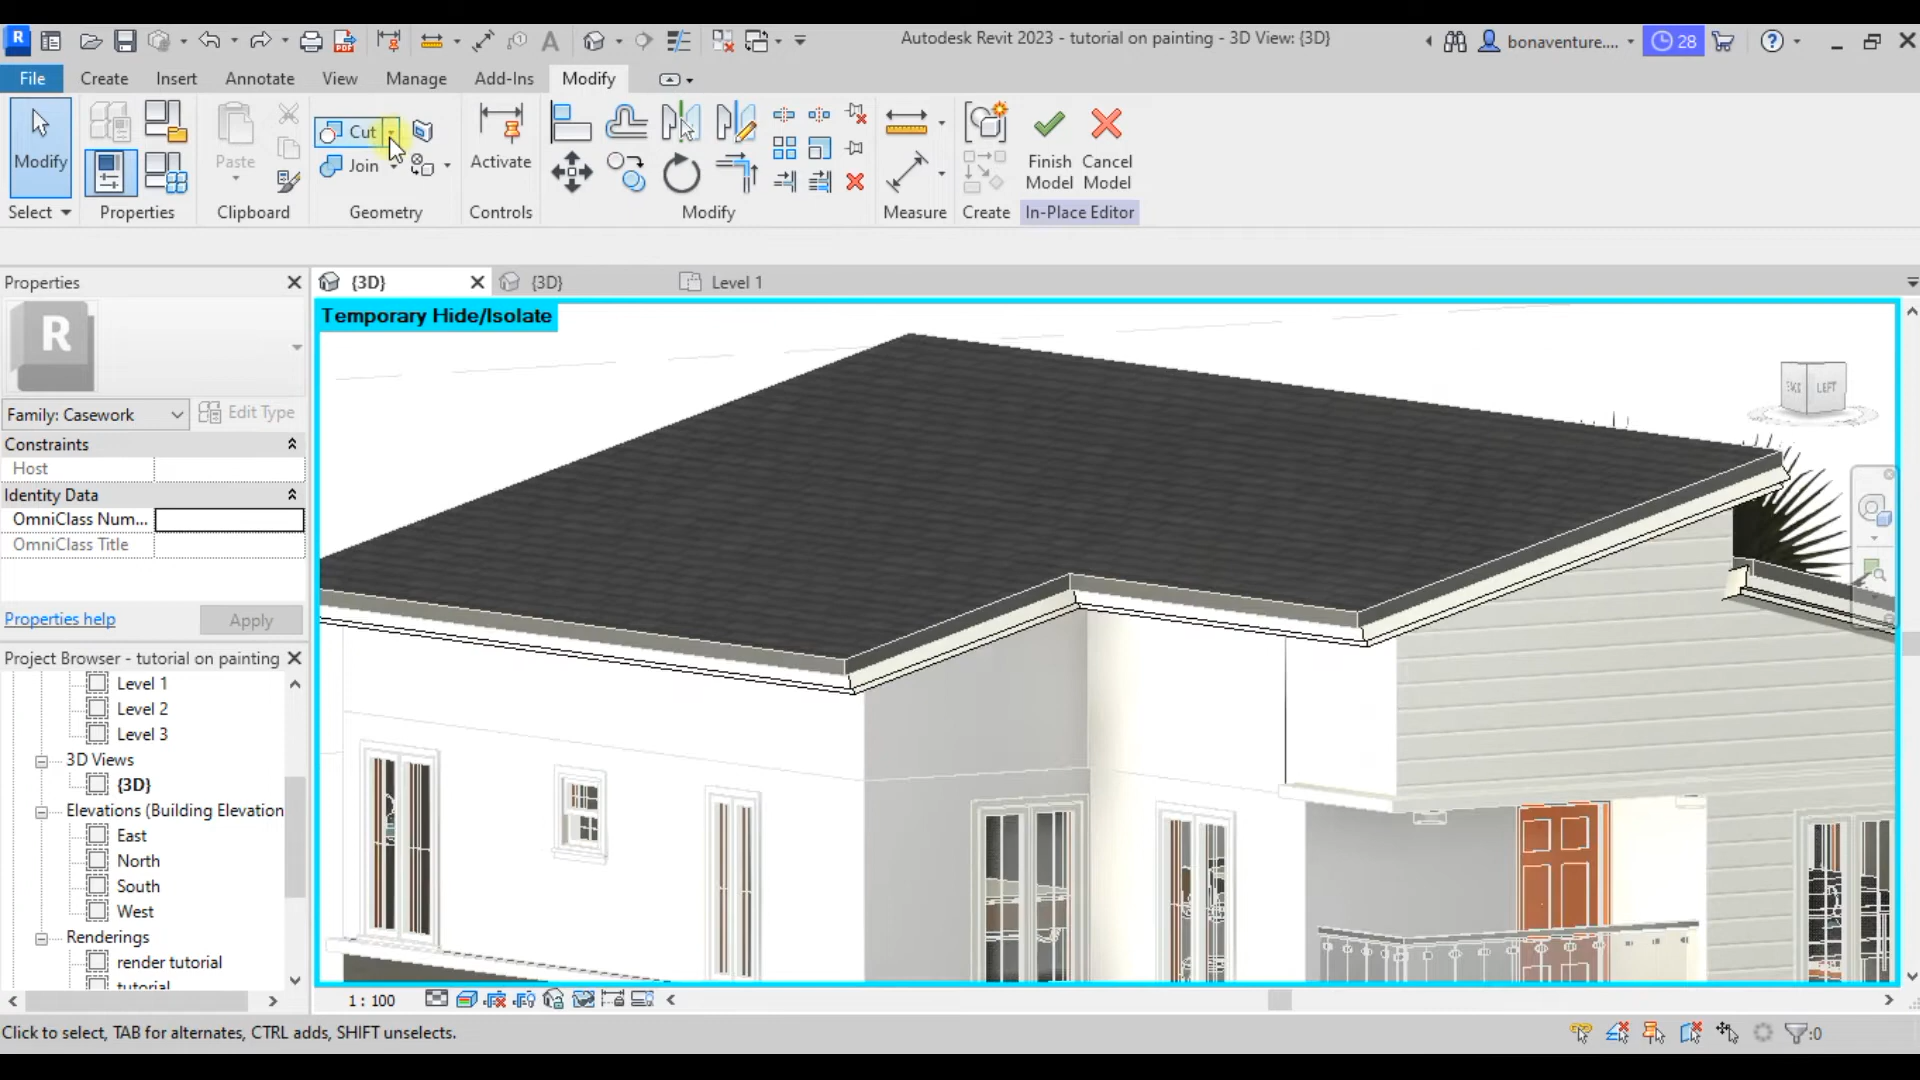 Autodesk Revit 2023 - tutorial on painting - 3D View: {3D}
bonaventure....
28
File
Create
Insert
Annotate
View
Manage
Add-Ins
Modify
Modify
Select
Properties
Paste
Clipboard
Cut
Join
Geometry
Activate
Controls
Modify
Measure
Create
Finish Model
Cancel Model
In-Place Editor
Properties
{3D}
{3D}
Level 1
Temporary Hide/Isolate
R
Family: Casework
Edit Type
Constraints
Host
Identity Data
OmniClass Num...
OmniClass Title
Properties help
Apply
Project Browser - tutorial on painting
Level 1
Level 2
Level 3
3D Views
{3D}
Elevations (Building Elevation
East
North
South
West
Renderings
render tutorial
tutorial
LEFT
1 : 100
Click to select, TAB for alternates, CTRL adds, SHIFT unselects.
:0